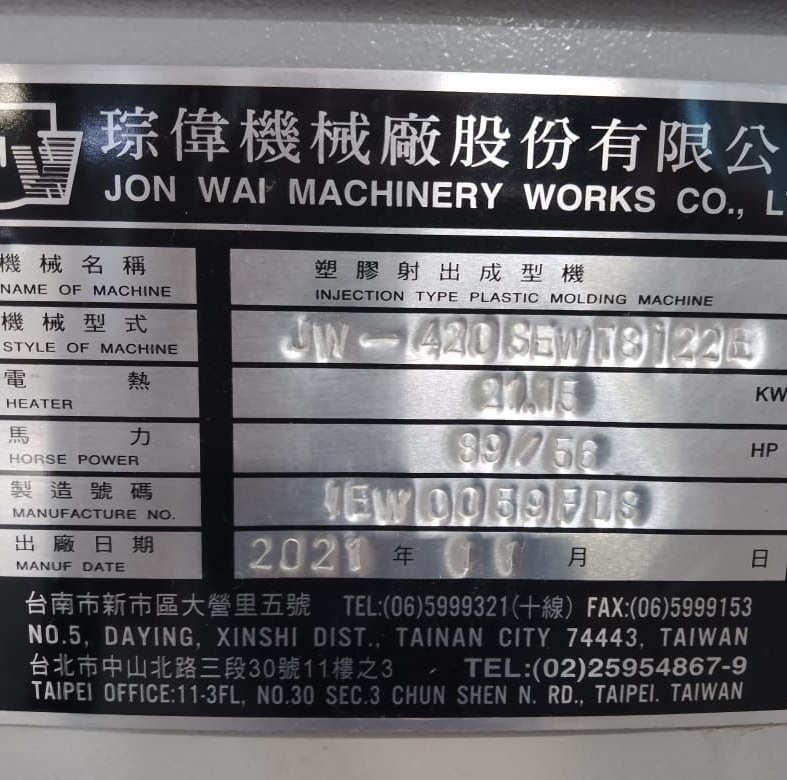 琮偉機械廠股份有限公
JON WAI MACHINERY WORKS CO., L
機械名稱 塑膠射出成型機
NAME OF MACHINE INJECTION TYPE PLASTIC MOLDING MACHINE
機械型式
STYLE OF MACHINE JW-420SEWT8i22E
電熱
HEATER 21.15 KW
馬力
HORSE POWER 89/56 HP
製造號碼
MANUFACTURE NO. 1EW0059FDS
出廠日期 2021 年 11 月 日
MANUF DATE
台南市新市區大營里五號 TEL:(06)5999321(十線) FAX:(06)5999153
NO.5, DAYING, XINSHI DIST., TAINAN CITY 74443, TAIWAN
台北市中山北路三段30號11樓之3 TEL:(02)25954867-9
TAIPEI OFFICE:11-3FL, NO.30 SEC.3 CHUN SHEN N. RD., TAIPEI. TAIWAN